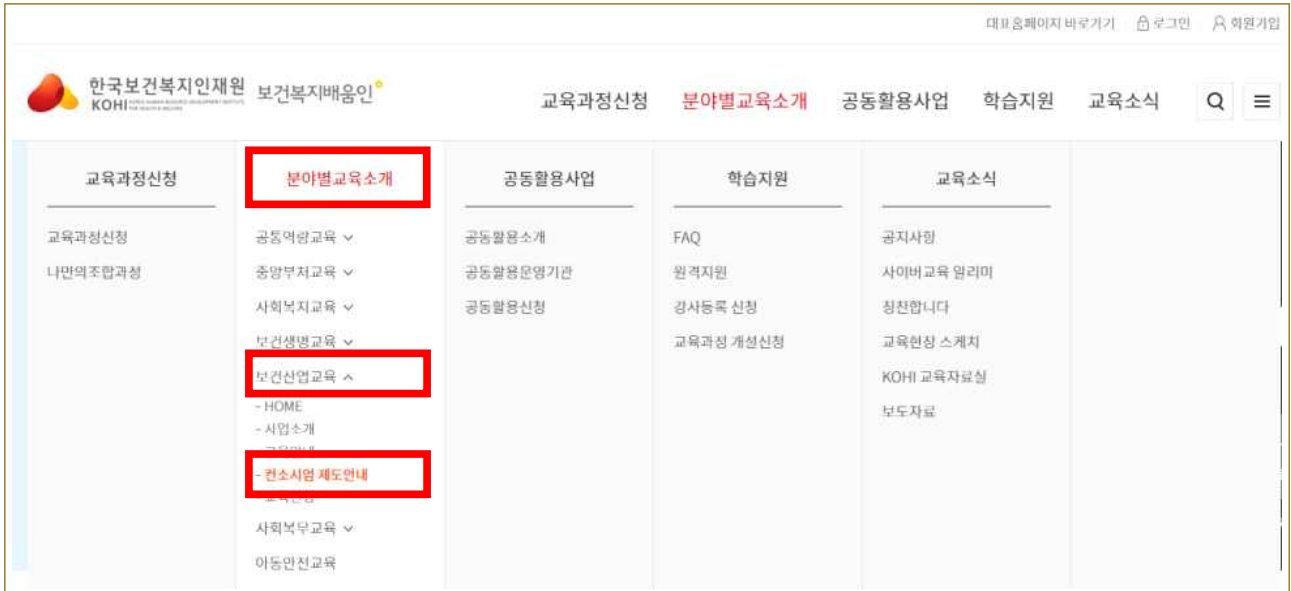 대표홈페이지 바로가기 로그인 회원가입
한국보건복지인재원 보건복지배움인
KOHI KOREA HUMAN RESOURCE DEVELOPMENT INSTITUTE FOR HEALTH & WELFARE
교육과정신청 분야별교육소개 공동활용사업 학습지원 교육소식
교육과정신청
교육과정신청
나만의조합과정
분야별교육소개
공통역량교육
중앙부처교육
사회복지교육
보건생명교육
보건산업교육
- HOME
- 사업소개
- 컨소시엄 제도안내
사회복무교육
아동안전교육
공동활용사업
공동활용소개
공동활용운영기관
공동활용신청
학습지원
FAQ
원격지원
강사등록 신청
교육과정 개설신청
교육소식
공지사항
사이버교육 알리미
칭찬합니다
교육현장 스케치
KOHI 교육자료실
보도자료